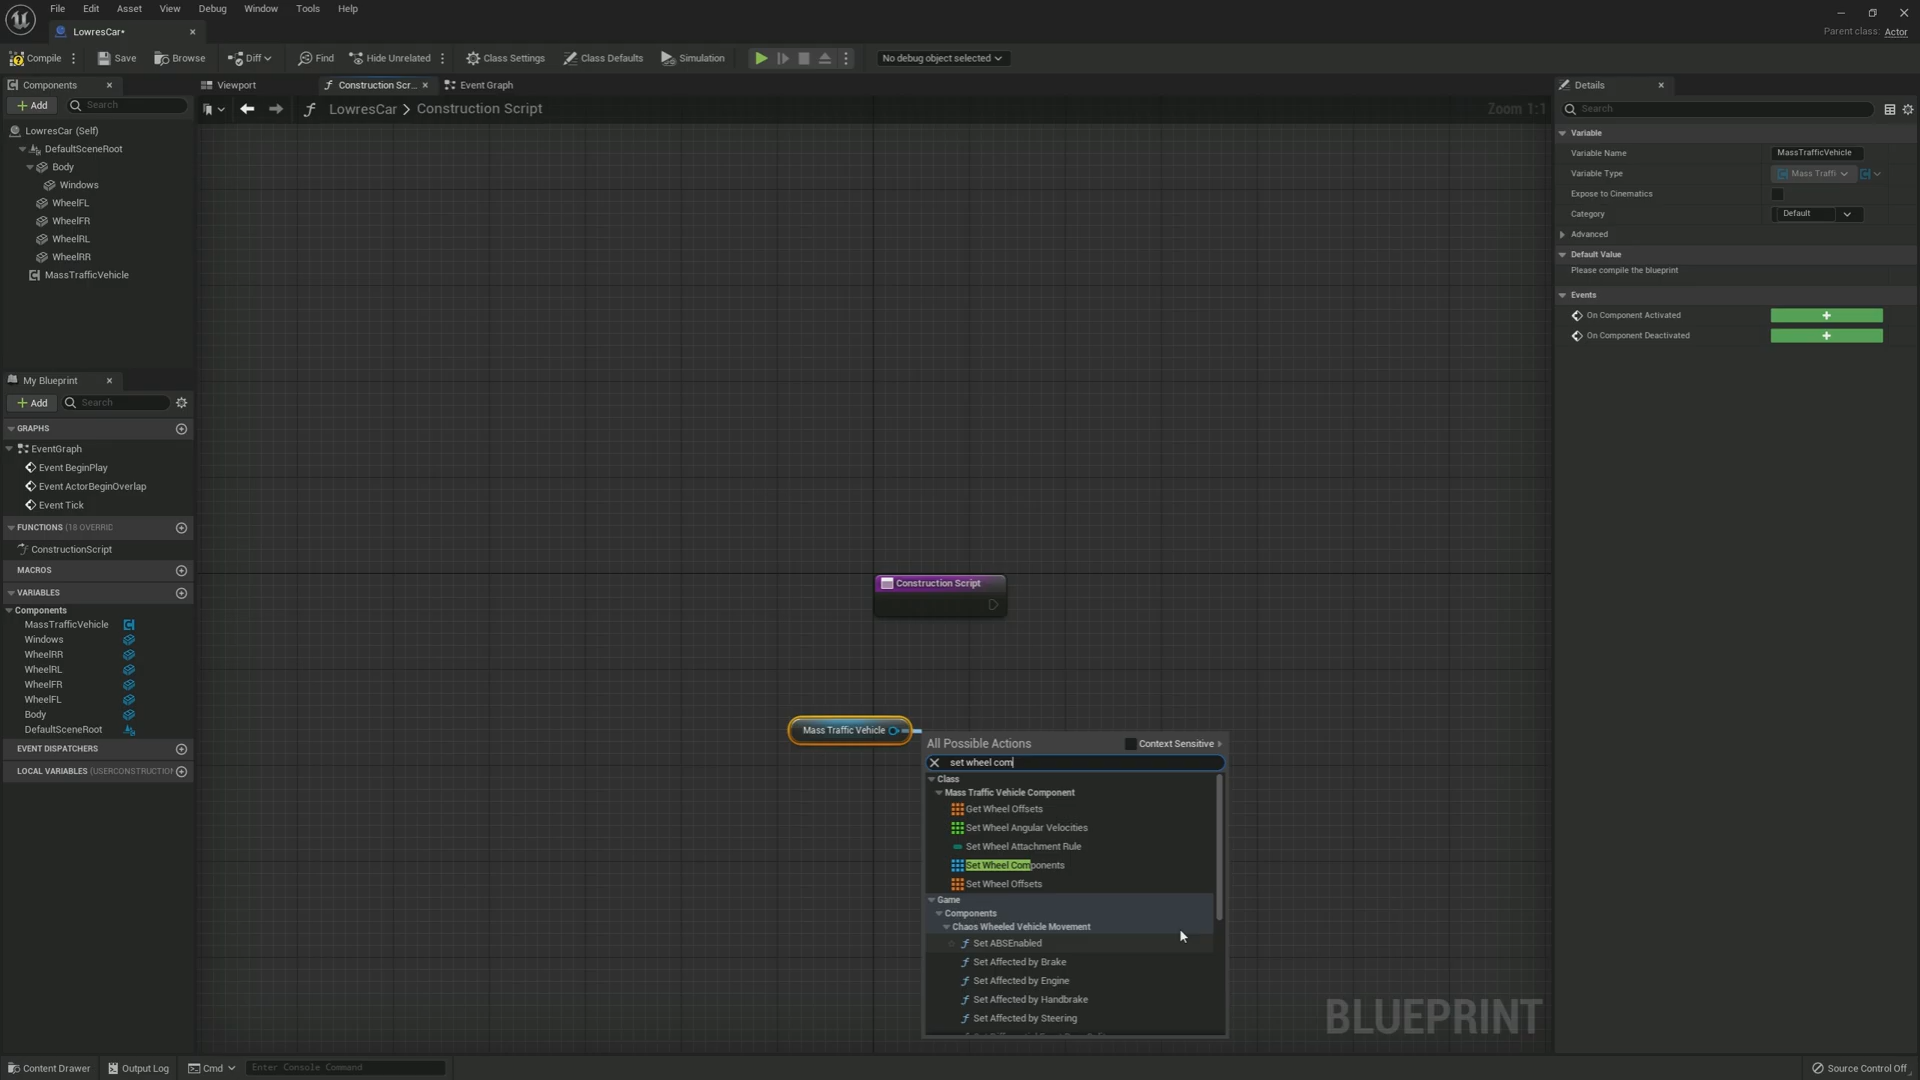 File Edit Asset View Debug Window Tools Help
LowresCar•
Parent class: Actor
Compile Save Browse Diff Find Hide Unrelated Class Settings Class Defaults Simulation No debug object selected
Components
Viewport Construction Scr... Event Graph
Details
Add Search
LowresCar > Construction Script
Zoom 1:1
Search
LowresCar (Self)
DefaultSceneRoot
Body
Windows
WheelFL
WheelFR
WheelRL
WheelRR
MassTrafficVehicle
My Blueprint
Add Search
GRAPHS
EventGraph
Event BeginPlay
Event ActorBeginOverlap
Event Tick
FUNCTIONS (18 OVERRID
ConstructionScript
MACROS
VARIABLES
Components
MassTrafficVehicle
Windows
WheelRR
WheelRL
WheelFR
WheelFL
Body
DefaultSceneRoot
EVENT DISPATCHERS
LOCAL VARIABLES (USERCONSTRUCTION
Construction Script
Mass Traffic Vehicle
All Possible Actions Context Sensitive
set wheel com
Class
Mass Traffic Vehicle Component
Get Wheel Offsets
Set Wheel Angular Velocities
Set Wheel Attachment Rule
Set Wheel Components
Set Wheel Offsets
Game
Components
Chaos Wheeled Vehicle Movement
Set ABSEnabled
Set Affected by Brake
Set Affected by Engine
Set Affected by Handbrake
Set Affected by Steering
BLUEPRINT
Variable
Variable Name MassTrafficVehicle
Variable Type Mass Traffi
Expose to Cinematics
Category Default
Advanced
Default Value
Please compile the blueprint
Events
On Component Activated
On Component Deactivated
Content Drawer Output Log Cmd Enter Console Command
Source Control Off